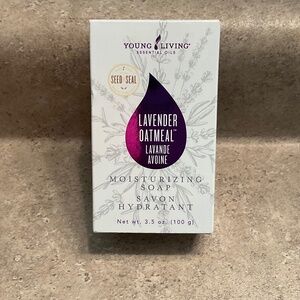 YOUNG LIVING
ESSENTIAL OILS
SEED TO SEAL
LAVENDER
OATMEAL™
LAVANDE
AVOINE
MOISTURIZING
SOAP
SAVON
HYDRATANT
Net wt. 3.5 oz. (100 g)